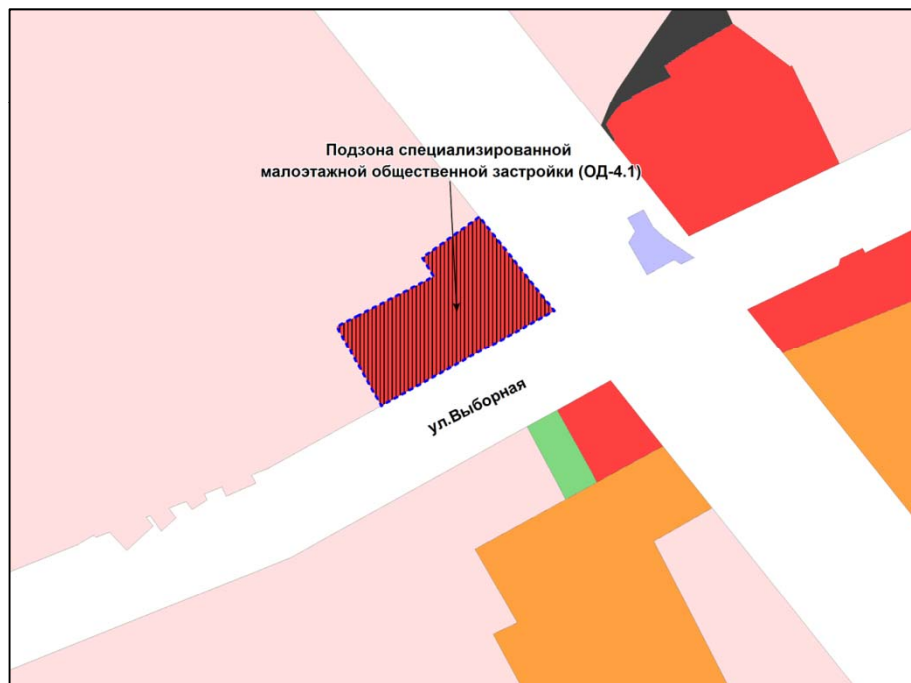 Подзона специализированной
малоэтажной общественной застройки (ОД-4.1)
ул.Выборная